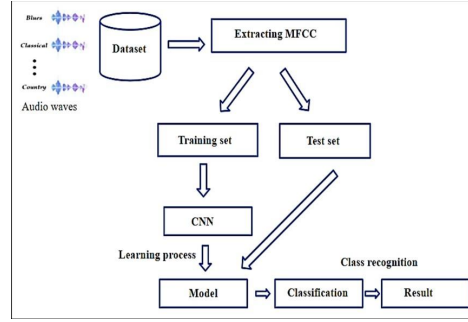 Blues
Classical
Country
Audio waves
Dataset
Extracting MFCC
Training set
Test set
CNN
Learning process
Class recognition
Model
Classification
Result